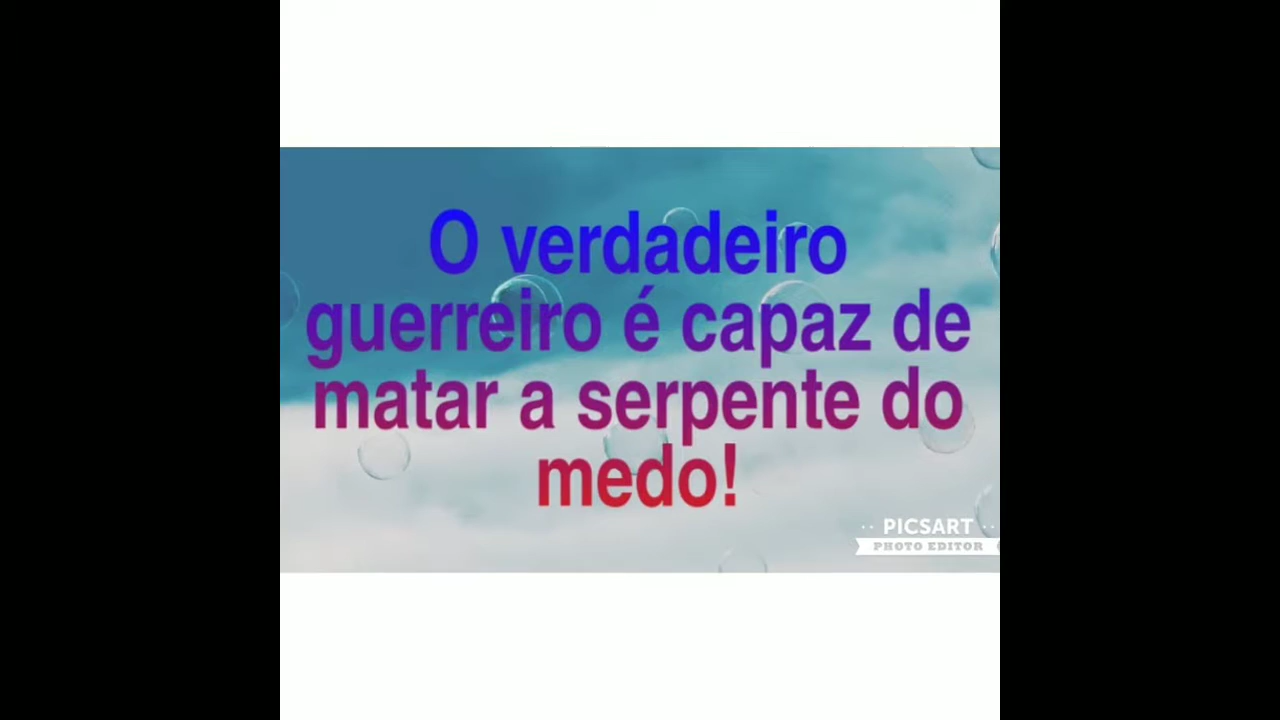 O verdadeiro
guerreiro é capaz de
matar a serpente do
medo!
PICSART
PHOTO EDITOR